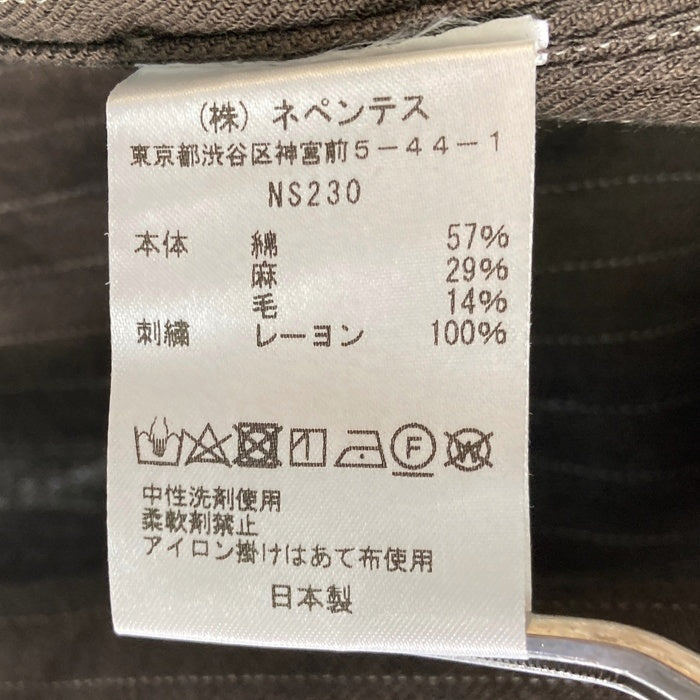 (株) ネペンテス
東京都渋谷区神宮前5-44-1
NS230
本体 綿 57%
麻 29%
毛 14%
刺繍 レーヨン 100%
F W
中性洗剤使用
柔軟剤禁止
アイロン掛けはあて布使用
日本製